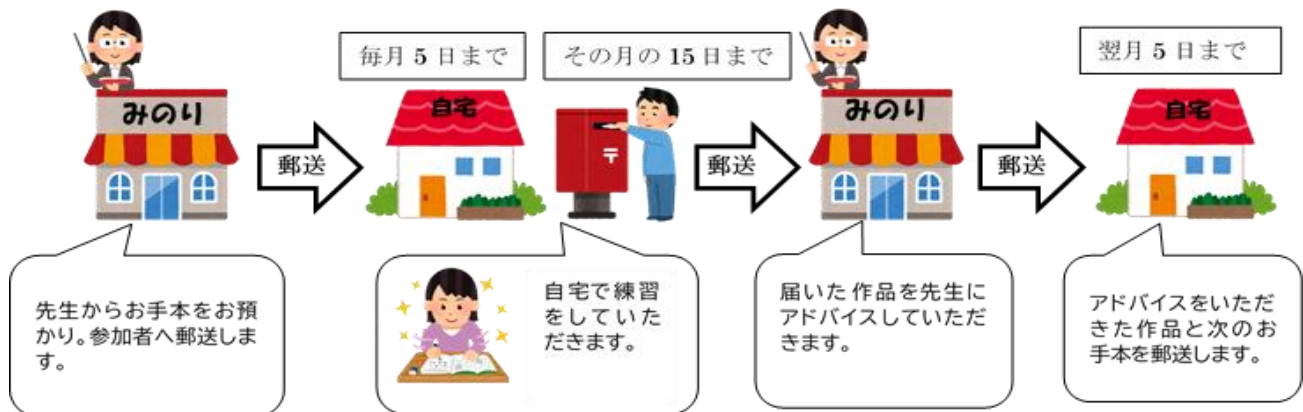 毎月 5 日まで
その月の 15 日まで
翌月 5 日まで
みのり
郵送
自宅
〒
郵送
みのり
郵送
自宅
先生からお手本をお預
かり。参加者へ郵送しま
す。
自宅で練習
をしていた
だきます。
届いた作品を先生に
アドバイスしていただ
きます。
アドバイスをいただ
きた作品と次のお
手本を郵送します。